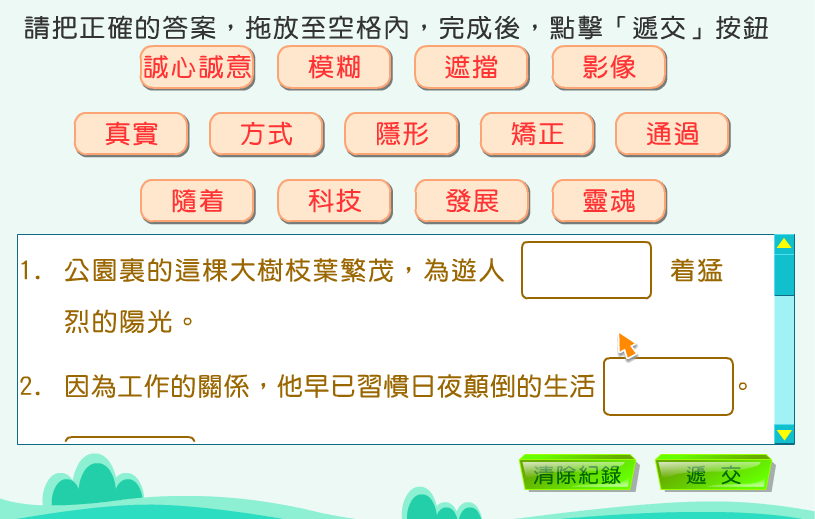 請把正確的答案，拖放至空格內，完成後，點擊「遞交」按鈕
誠心誠意 模糊 遮擋 影像
真實 方式 隱形 矯正 通過
隨着 科技 發展 靈魂
1. 公園裏的這棵大樹枝葉繁茂，為遊人 着猛
烈的陽光。
2. 因為工作的關係，他早已習慣日夜顛倒的生活 。
清除紀錄 遞交